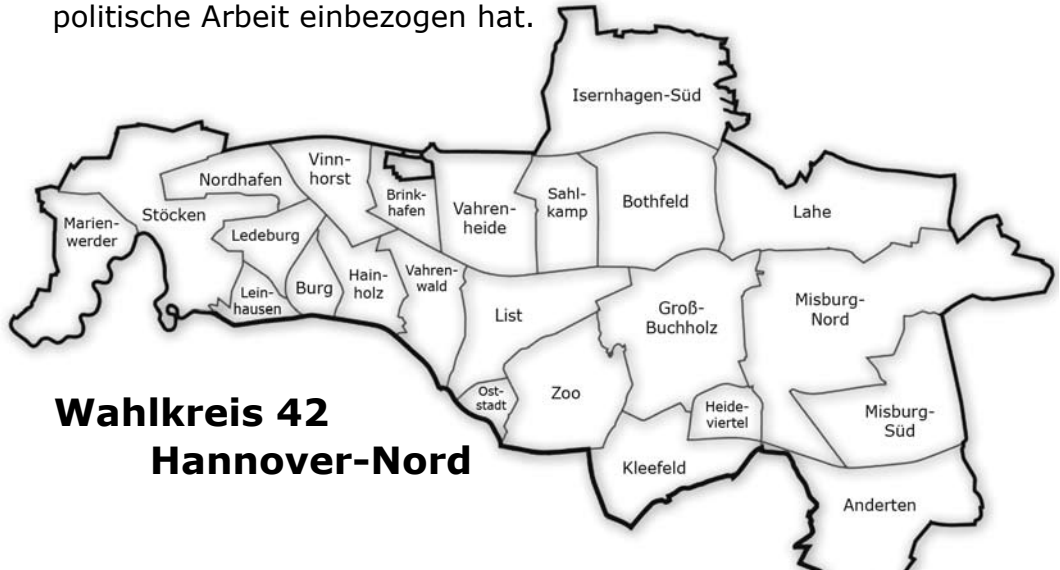 politische Arbeit einbezogen hat.
Isernhagen-Süd
Vinn-
horst
Nordhafen
Brink-
hafen
Sahl-
kamp
Bothfeld
Vahren-
heide
Lahe
Marien-
werder
Stöcken
Ledeburg
Lein-
hausen
Burg
Hain-
holz
Vahren-
wald
List
Groß-
Buchholz
Misburg-
Nord
Ost-
stadt
Zoo
Heide-
viertel
Misburg-
Süd
Wahlkreis 42
Hannover-Nord
Kleefeld
Anderten